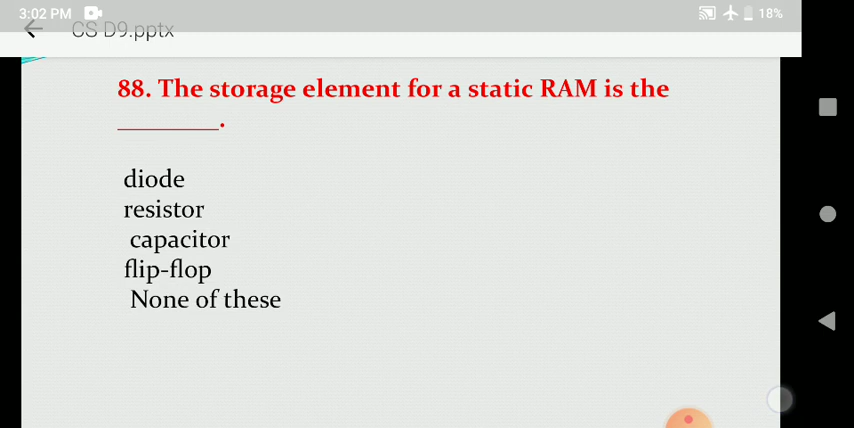 3:02 PM
18%
CS D9.pptx
88. The storage element for a static RAM is the
________.
diode
resistor
capacitor
flip-flop
None of these